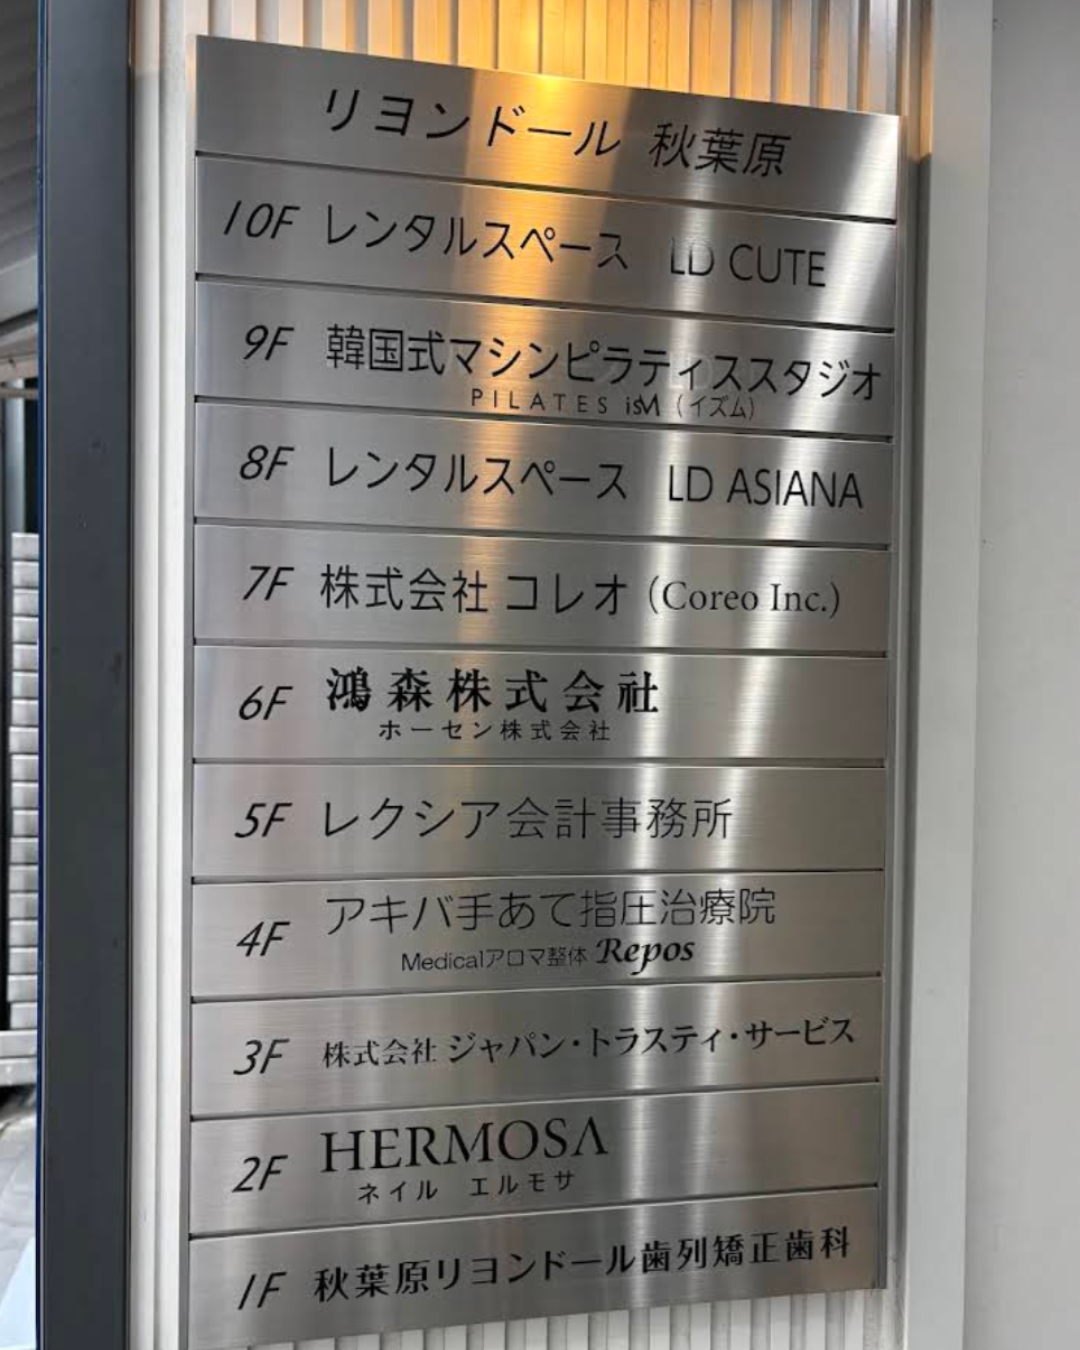 リヨンドール 秋葉原
10F レンタルスペース LD CUTE
9F 韓国式マシンピラティススタジオ
PILATES isM（イズム）
8F レンタルスペース LD ASIANA
7F 株式会社 コレオ（Coreo Inc.）
6F 鴻森株式会社
ホーセン株式会社
5F レクシア会計事務所
4F アキバ手あて指圧治療院
Medicalアロマ整体 Repos
3F 株式会社 ジャパン・トラスティ・サービス
2F HERMOSA
ネイル エルモサ
1F 秋葉原リヨンドール歯列矯正歯科